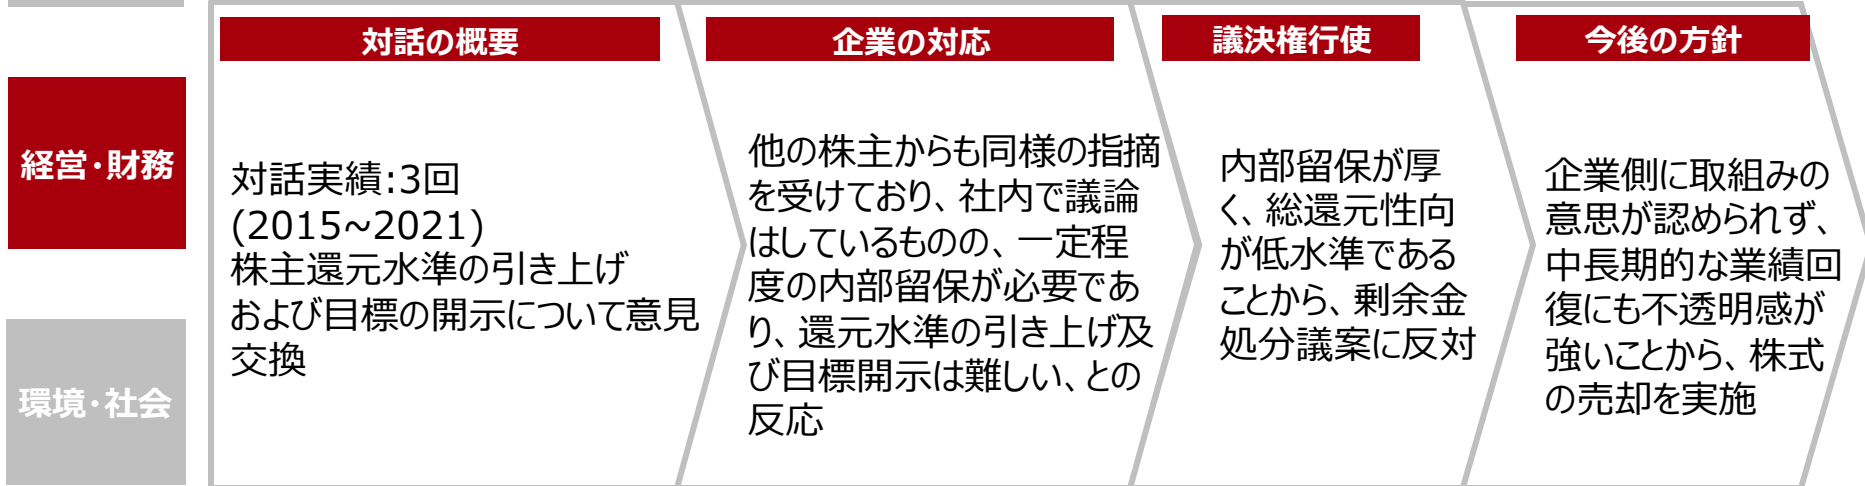 経営・財務
環境・社会
対話の概要
対話実績:3回
(2015~2021)
株主還元水準の引き上げ
および目標の開示について意見
交換
企業の対応
他の株主からも同様の指摘
を受けており、社内で議論
はしているものの、一定程
度の内部留保が必要であ
り、還元水準の引き上げ及
び目標開示は難しい、との
反応
議決権行使
内部留保が厚
く、総還元性向
が低水準である
ことから、剰余金
処分議案に反対
今後の方針
企業側に取組みの
意思が認められず、
中長期的な業績回
復にも不透明感が
強いことから、株式
の売却を実施